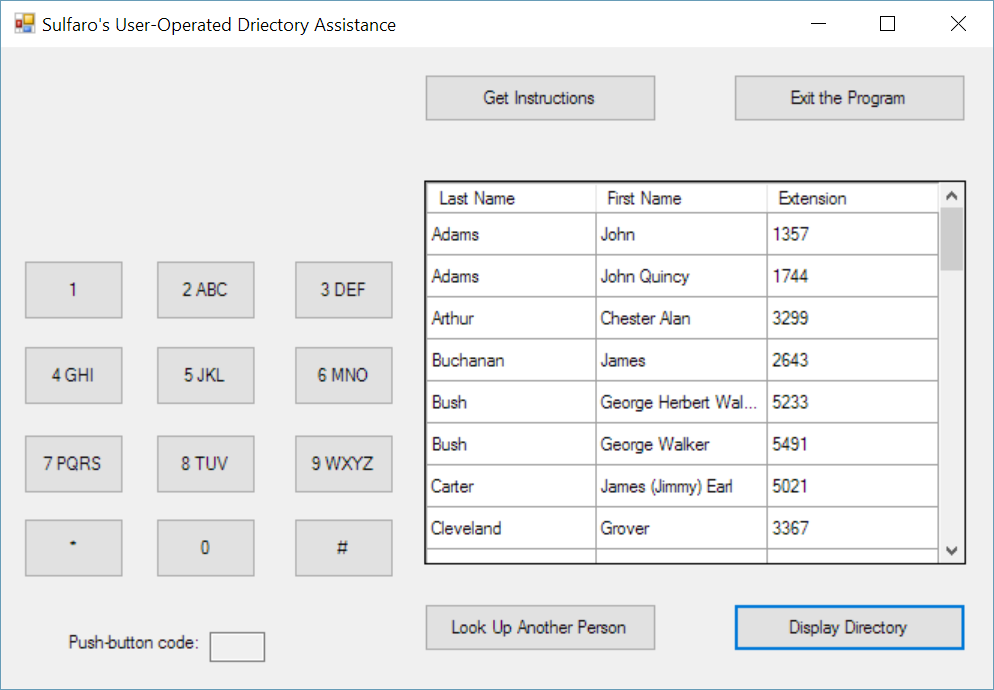 Sulfaro's User-Operated Driectory Assistance
Get Instructions
Exit the Program
Last Name First Name Extension
Adams John 1357
Adams John Quincy 1744
Arthur Chester Alan 3299
Buchanan James 2643
Bush George Herbert Wal... 5233
Bush George Walker 5491
Carter James (Jimmy) Earl 5021
Cleveland Grover 3367
1 2 ABC 3 DEF
4 GHI 5 JKL 6 MNO
7 PQRS 8 TUV 9 WXYZ
* 0 #
Push-button code:
Look Up Another Person
Display Directory